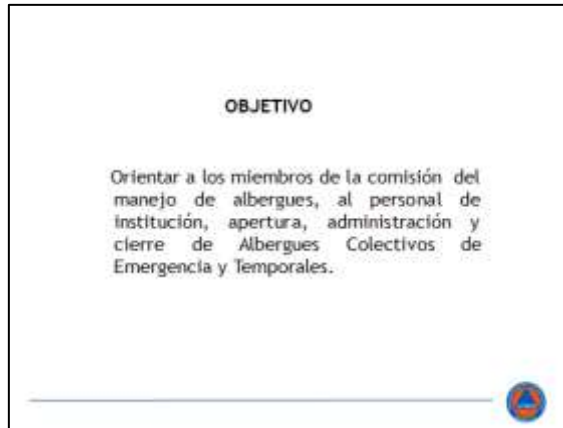 OBJETIVO
Orientar a los miembros de la comisión del
manejo de albergues, al personal de
institución, apertura, administración y
cierre de Albergues Colectivos de
Emergencia y Temporales.